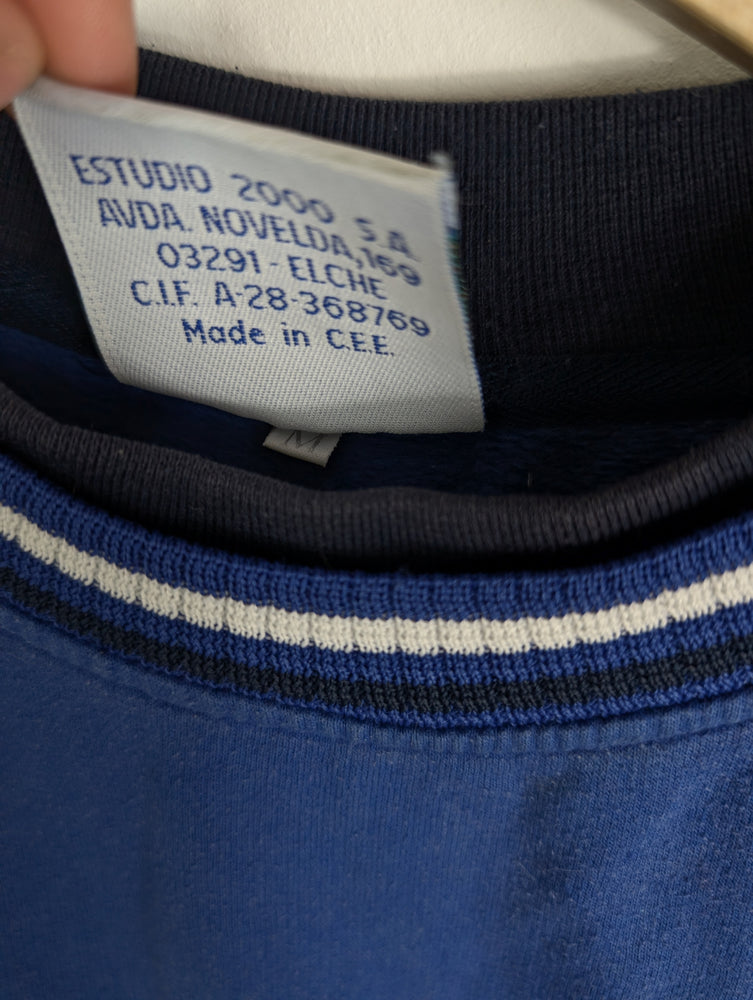 ESTUDIO 2000 S.A.
AVDA. NOVELDA,169
03291-ELCHE
C.I.F. A-28-368769
Made in C.E.E.
M